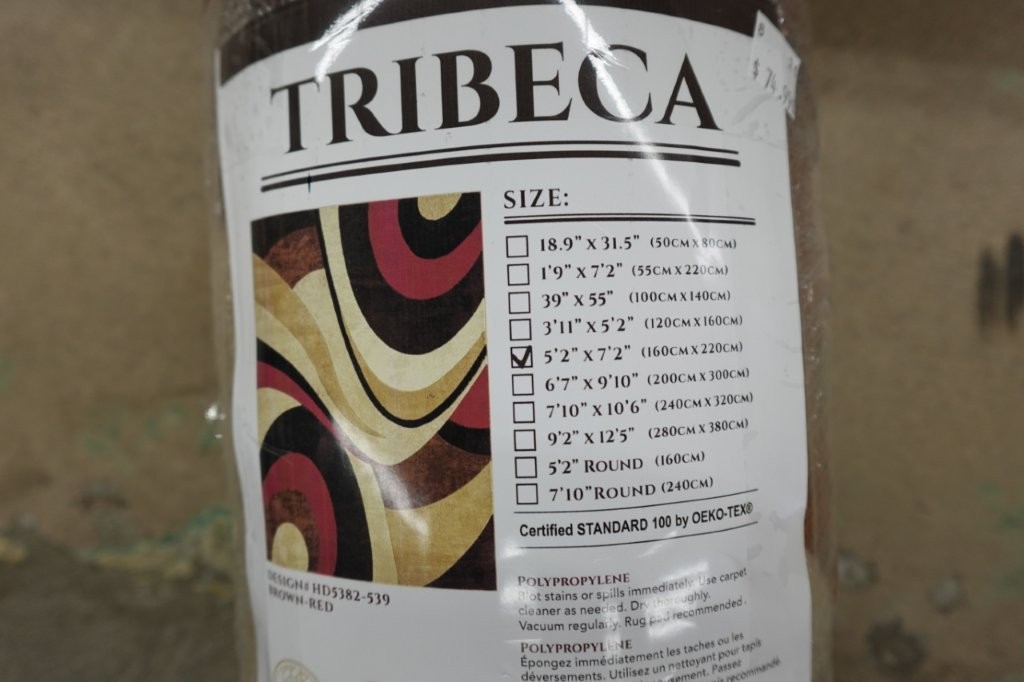 TRIBECA
SIZE:
18.9" X 31.5" (50CM X 80CM)
1'9" X 7'2" (55CM X 220CM)
39" X 55" (100CM X 140CM)
3'11" X 5'2" (120CM X 160CM)
5'2" X 7'2" (160CM X 220CM)
6'7" X 9'10" (200CM X 300CM)
7'10" X 10'6" (240CM X 320CM)
9'2" X 12'5" (280CM X 380CM)
5'2" ROUND (160CM)
7'10" ROUND (240CM)
Certified STANDARD 100 by OEKO-TEX®
DESIGN# HD5382-539
BROWN-RED
POLYPROPYLENE
Blot stains or spills immediately. Use carpet
cleaner as needed. Dry thoroughly.
Vacuum regularly. Rug pad recommended.
POLYPROPYLÈNE
Épongez immédiatement les taches ou les
déversements. Utilisez un nettoyant pour tapis
Passez
recommandé